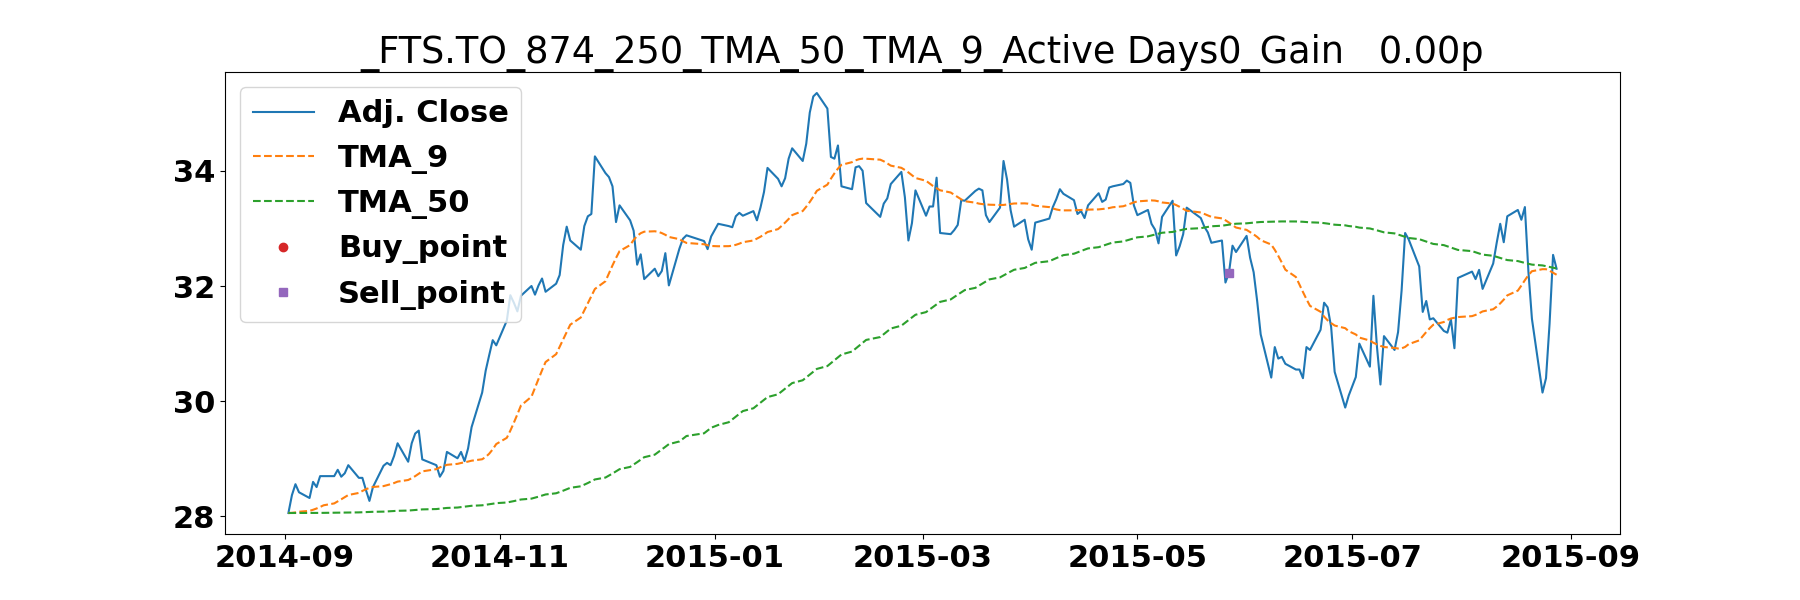 _FTS.TO_874_250_TMA_50_TMA_9_Active Days0_Gain   0.00p
Adj. Close
TMA_9
TMA_50
Buy_point
Sell_point
34
32
30
28
2014-09 2014-11 2015-01 2015-03 2015-05 2015-07 2015-09